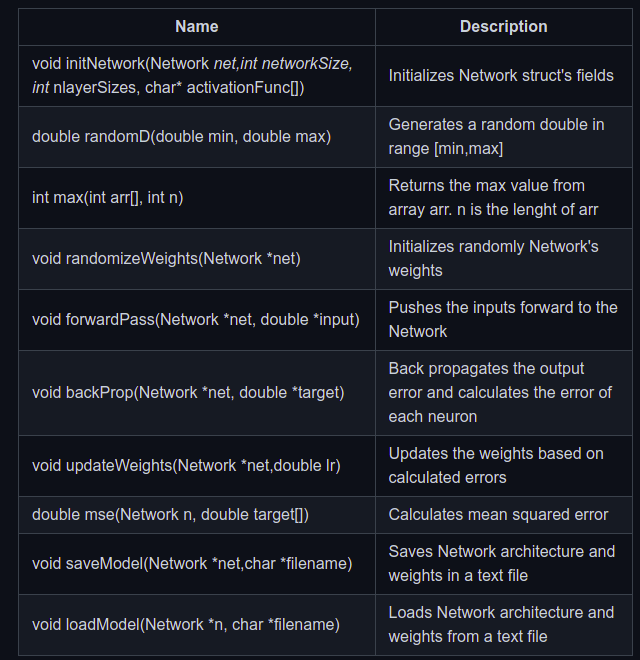 Name Description
void initNetwork(Network net,int networkSize,
int nlayerSizes, char* activationFunc[])
Initializes Network struct's fields
double randomD(double min, double max)
Generates a random double in
range [min,max]
int max(int arr[], int n)
Returns the max value from
array arr. n is the lenght of arr
void randomizeWeights(Network *net)
Initializes randomly Network's
weights
void forwardPass(Network *net, double *input)
Pushes the inputs forward to the
Network
void backProp(Network *net, double *target)
Back propagates the output
error and calculates the error of
each neuron
void updateWeights(Network *net,double lr)
Updates the weights based on
calculated errors
double mse(Network n, double target[])
Calculates mean squared error
void saveModel(Network *net,char *filename)
Saves Network architecture and
weights in a text file
void loadModel(Network *n, char *filename)
Loads Network architecture and
weights from a text file